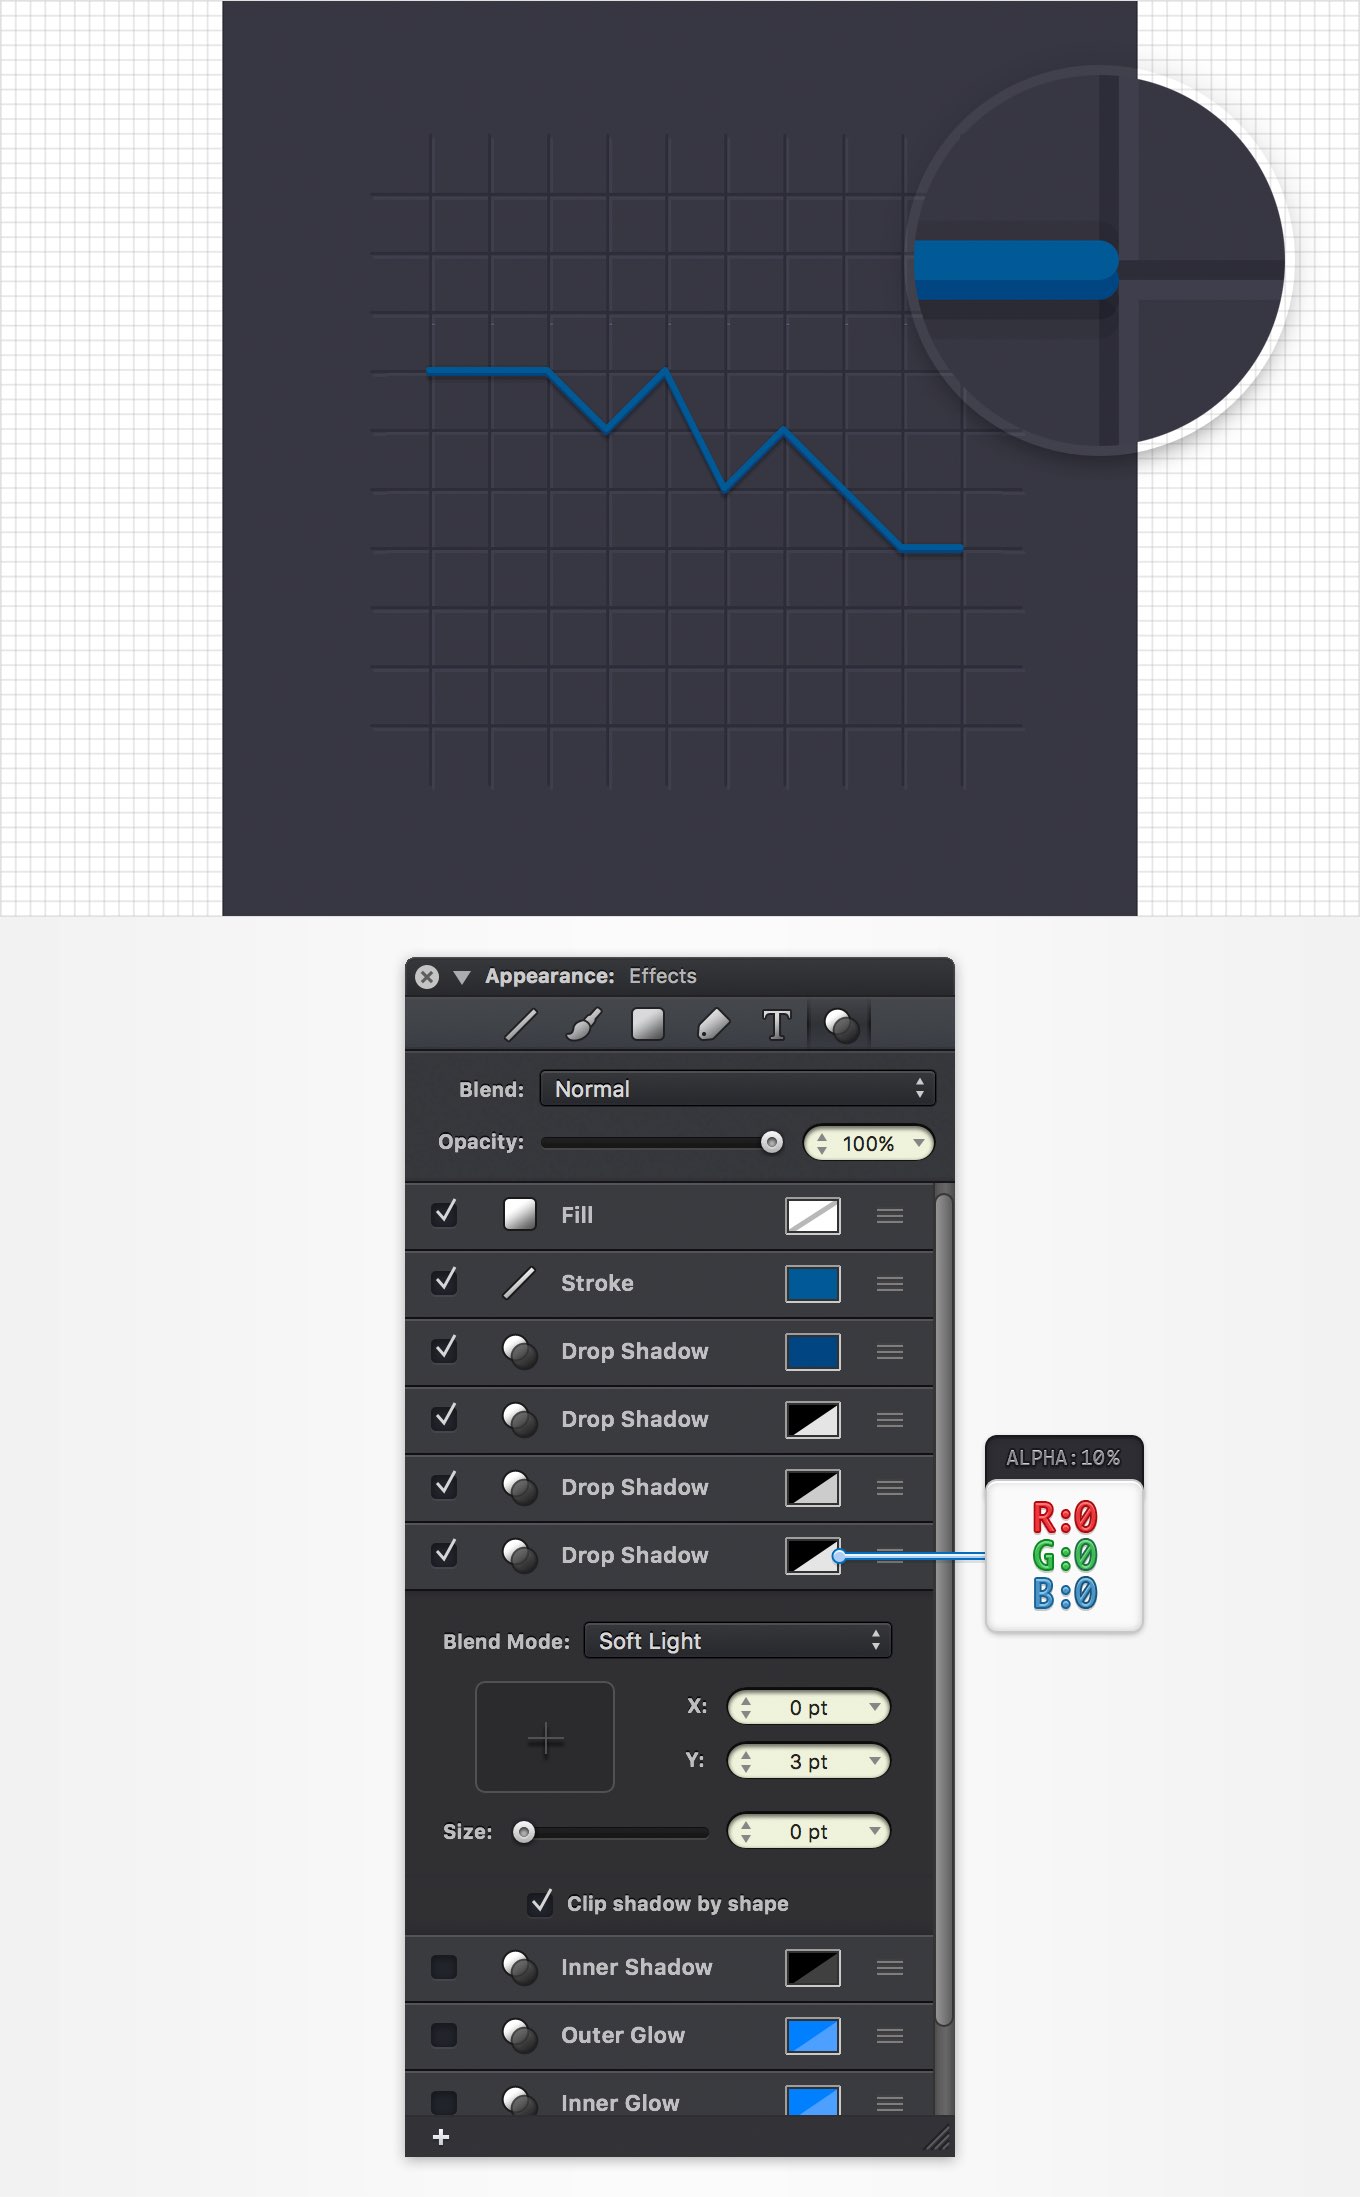 Appearance: Effects
T
Blend: Normal
Opacity: 100%
Fill
Stroke
Drop Shadow
Drop Shadow
Drop Shadow
Drop Shadow
ALPHA:10%
R:0
G:0
B:0
Blend Mode: Soft Light
X: 0 pt
Y: 3 pt
Size: 0 pt
Clip shadow by shape
Inner Shadow
Outer Glow
Inner Glow